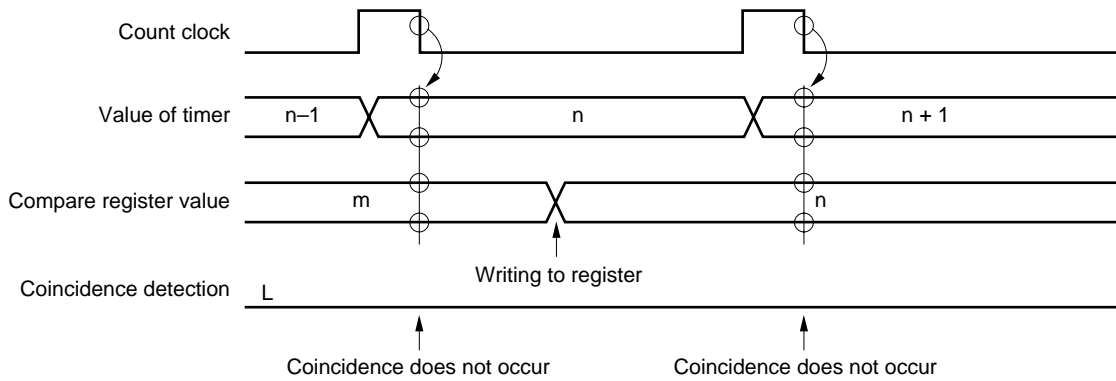 Count clock
Value of timer n–1 n n + 1
Compare register value m n
Writing to register
Coincidence detection L
Coincidence does not occur Coincidence does not occur